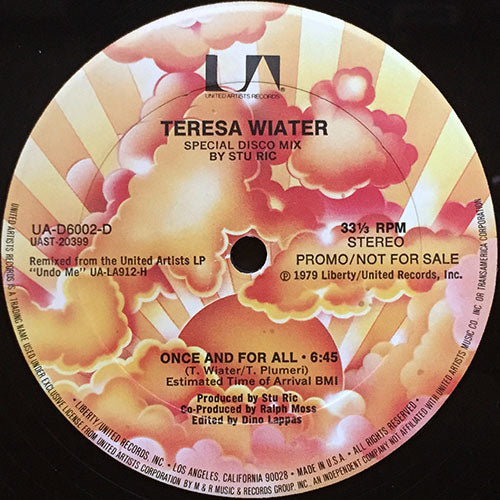 UA
UNITED ARTISTS RECORDS®
TERESA WIATER
SPECIAL DISCO MIX
BY STU RIC
UA-D6002-D
UAST-20399
Remixed from the United Artists LP
"Undo Me" UA-LA912-H
33⅓ RPM
STEREO
PROMO/NOT FOR SALE
℗ 1979 Liberty/United Records, Inc.
ONCE AND FOR ALL • 6:45
(T. Wiater/T. Plumeri)
Estimated Time of Arrival BMI
Produced by Stu Ric
Co-Produced by Ralph Moss
Edited by Dino Lappas
UNITED ARTISTS RECORDS IS A TRADING NAME USED UNDER EXCLUSIVE LICENSE FROM UNITED ARTISTS CORPORATION BY M & R MUSIC & RECORDS GROUP, INC., AN INDEPENDENT COMPANY NOT AFFILIATED WITH UNITED ARTISTS MUSIC CO. INC. OR TRANSAMERICA CORPORATION.
• LIBERTY UNITED RECORDS, INC. • LOS ANGELES, CALIFORNIA 90028 • MADE IN U.S.A. • ALL RIGHTS RESERVED •